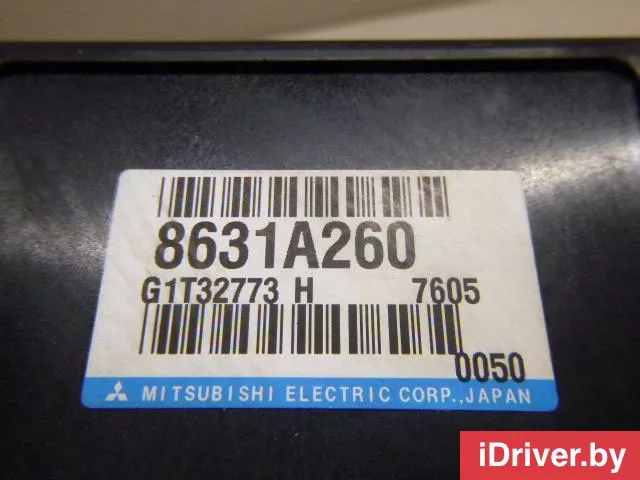 8631A260
G1T32773 H 7605
0050
MITSUBISHI ELECTRIC CORP.,JAPAN
iDriver.by